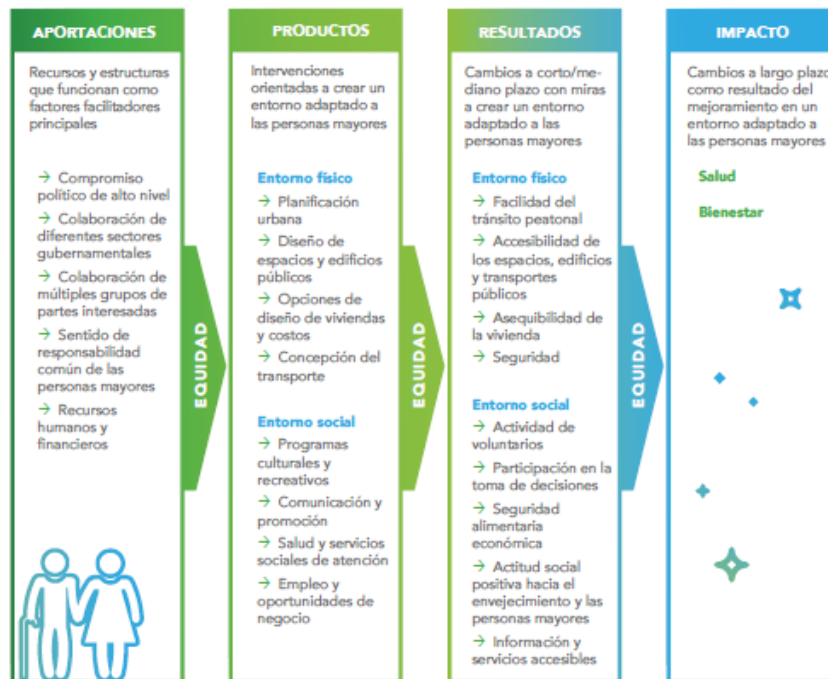 APORTACIONES
Recursos y estructuras
que funcionan como
factores facilitadores
principales
→ Compromiso
político de alto nivel
→ Colaboración de
diferentes sectores
gubernamentales
→ Colaboración de
múltiples grupos de
partes interesadas
→ Sentido de
responsabilidad
común de las
personas mayores
→ Recursos
humanos y
financieros
EQUIDAD
PRODUCTOS
Intervenciones
orientadas a crear un
entorno adaptado a
las personas mayores
Entorno físico
→ Planificación
urbana
→ Diseño de
espacios y edificios
públicos
→ Opciones de
diseño de viviendas
y costos
→ Concepción del
transporte
Entorno social
→ Programas
culturales y
recreativos
→ Comunicación y
promoción
→ Salud y servicios
sociales de atención
→ Empleo y
oportunidades de
negocio
EQUIDAD
RESULTADOS
Cambios a corto/me-
diano plazo con miras
a crear un entorno
adaptado a las
personas mayores
Entorno físico
→ Facilidad del
tránsito peatonal
→ Accesibilidad de
los espacios, edificios
y transportes
públicos
→ Asequibilidad de
la vivienda
→ Seguridad
Entorno social
→ Actividad de
voluntarios
→ Participación en la
toma de decisiones
→ Seguridad
alimentaria
económica
→ Actitud social
positiva hacia el
envejecimiento y las
personas mayores
→ Información y
servicios accesibles
EQUIDAD
IMPACTO
Cambios a largo plazo
como resultado del
mejoramiento en un
entorno adaptado a
las personas mayores
Salud
Bienestar